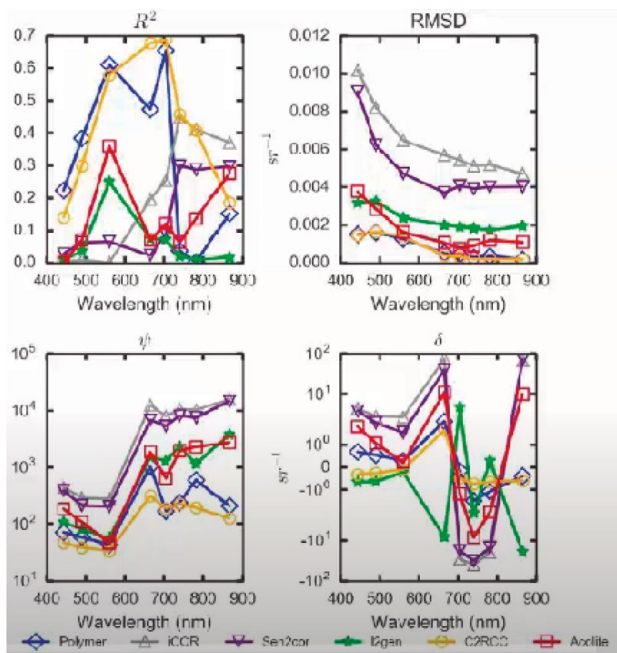 R²
RMSD
0.7
0.6
0.5
0.4
0.3
0.2
0.1
0.0
400 500 600 700 800 900
Wavelength (nm)
0.012
0.010
0.008
0.006
0.004
0.002
0.000
sr⁻¹
400 500 600 700 800 900
Wavelength (nm)
ψ
δ
10⁵
10⁴
10³
10²
10¹
400 500 600 700 800 900
10²
10¹
10⁰
0
-10⁰
-10¹
-10²
sr⁻¹
400 500 600 700 800 900
Polymer iCOR Sen2cor l2gen C2RCC Acolite